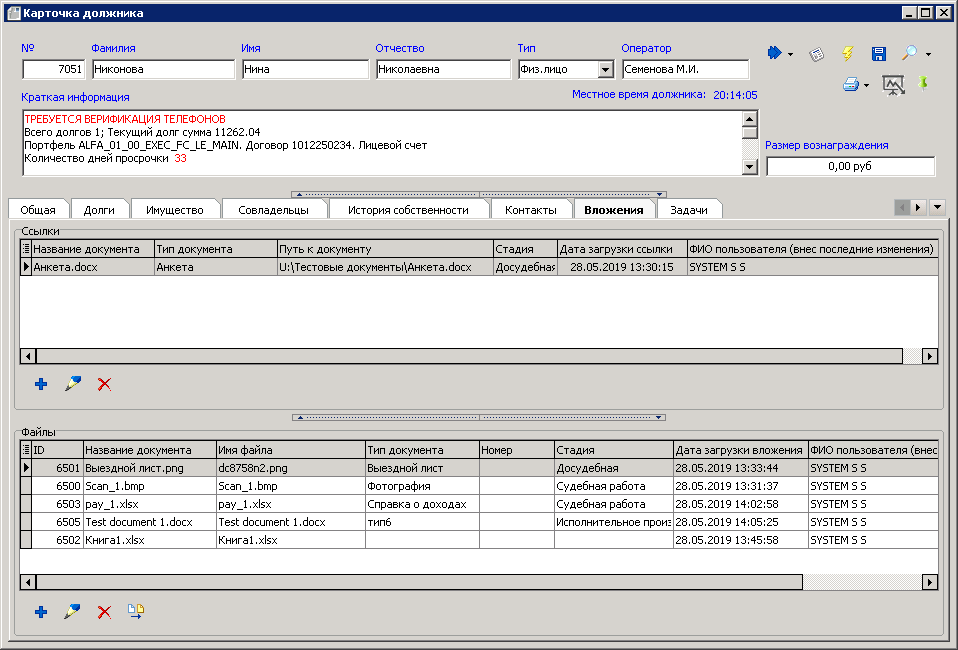 Карточка должника
№ Фамилия Имя Отчество Тип Оператор
7051 Никонова Нина Николаевна Физ.лицо Семенова М.И.
Краткая информация Местное время должника: 20:14:05
ТРЕБУЕТСЯ ВЕРИФИКАЦИЯ ТЕЛЕФОНОВ
Всего долгов 1; Текущий долг сумма 11262.04
Портфель ALFA_01_00_EXEC_FC_LE_MAIN. Договор 1012250234. Лицевой счет
Количество дней просрочки 33
Размер вознаграждения
0,00 руб
Общая Долги Имущество Совладельцы История собственности Контакты Вложения Задачи
Ссылки
Название документа Тип документа Путь к документу Стадия Дата загрузки ссылки ФИО пользователя (внес последние изменения)
Анкета.docx Анкета U:\Тестовые документы\Анкета.docx Досудебная 28.05.2019 13:30:15 SYSTEM S S
Файлы
ID Название документа Имя файла Тип документа Номер Стадия Дата загрузки вложения ФИО пользователя (внес
6501 Выездной лист.png dc8758n2.png Выездной лист Досудебная 28.05.2019 13:33:44 SYSTEM S S
6500 Scan_1.bmp Scan_1.bmp Фотография Судебная работа 28.05.2019 13:31:37 SYSTEM S S
6503 pay_1.xlsx pay_1.xlsx Справка о доходах Судебная работа 28.05.2019 14:02:58 SYSTEM S S
6505 Test document 1.docx Test document 1.docx тип6 Исполнительное произ 28.05.2019 14:05:25 SYSTEM S S
6502 Книга1.xlsx Книга1.xlsx 28.05.2019 13:45:58 SYSTEM S S